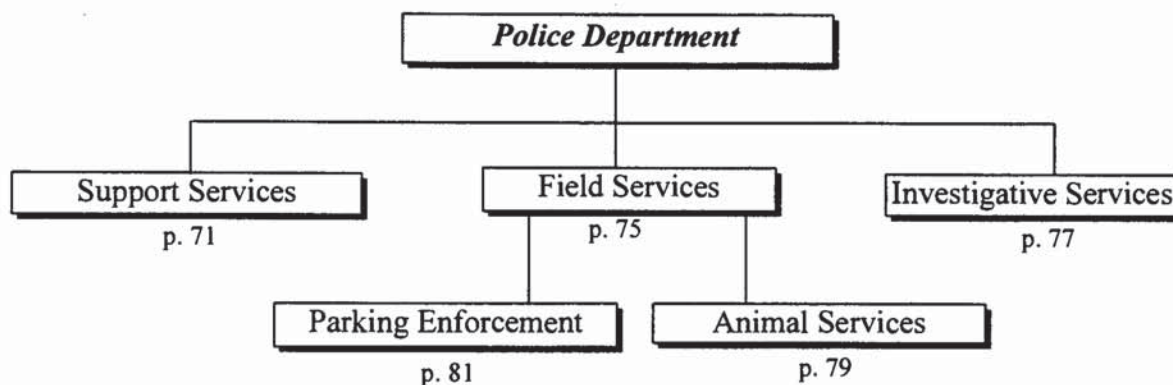 Police Department
Support Services
p. 71
Field Services
p. 75
Investigative Services
p. 77
Parking Enforcement
p. 81
Animal Services
p. 79